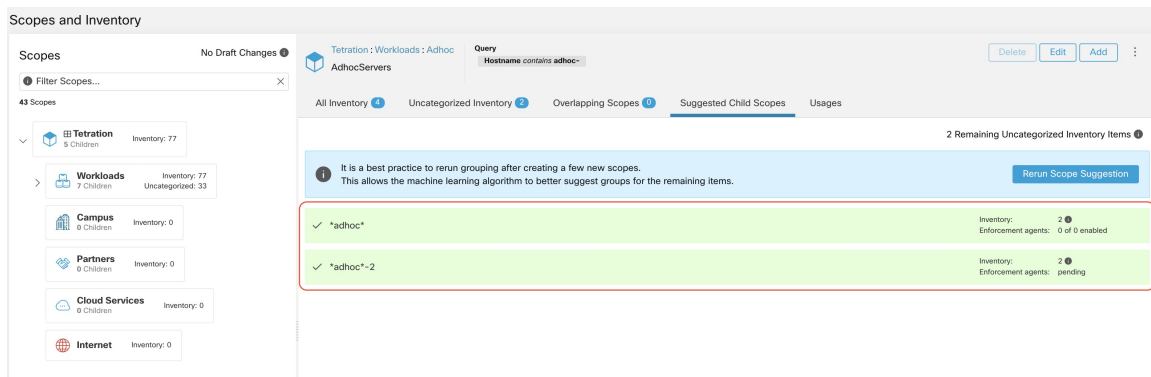 Scopes and Inventory
Scopes
No Draft Changes
Filter Scopes...
43 Scopes
Tetration
5 Children
Inventory: 77
Workloads
7 Children
Inventory: 77
Uncategorized: 33
Campus
0 Children
Inventory: 0
Partners
0 Children
Inventory: 0
Cloud Services
0 Children
Inventory: 0
Internet
Inventory: 0
Tetration : Workloads : Adhoc
AdhocServers
Query
Hostname contains adhoc-
Delete
Edit
Add
All Inventory 4
Uncategorized Inventory 2
Overlapping Scopes 0
Suggested Child Scopes
Usages
2 Remaining Uncategorized Inventory Items
It is a best practice to rerun grouping after creating a few new scopes.
This allows the machine learning algorithm to better suggest groups for the remaining items.
Rerun Scope Suggestion
*adhoc*
Inventory: 2
Enforcement agents: 0 of 0 enabled
*adhoc*-2
Inventory: 2
Enforcement agents: pending